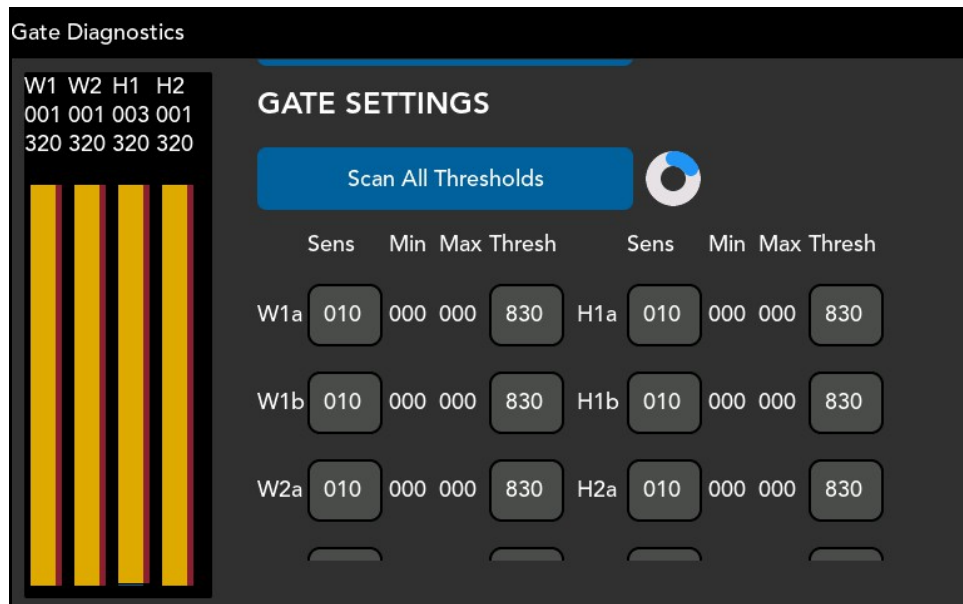 Gate Diagnostics
W1 W2 H1 H2
001 001 003 001
320 320 320 320
GATE SETTINGS
Scan All Thresholds
Sens Min Max Thresh Sens Min Max Thresh
W1a 010 000 000 830 H1a 010 000 000 830
W1b 010 000 000 830 H1b 010 000 000 830
W2a 010 000 000 830 H2a 010 000 000 830